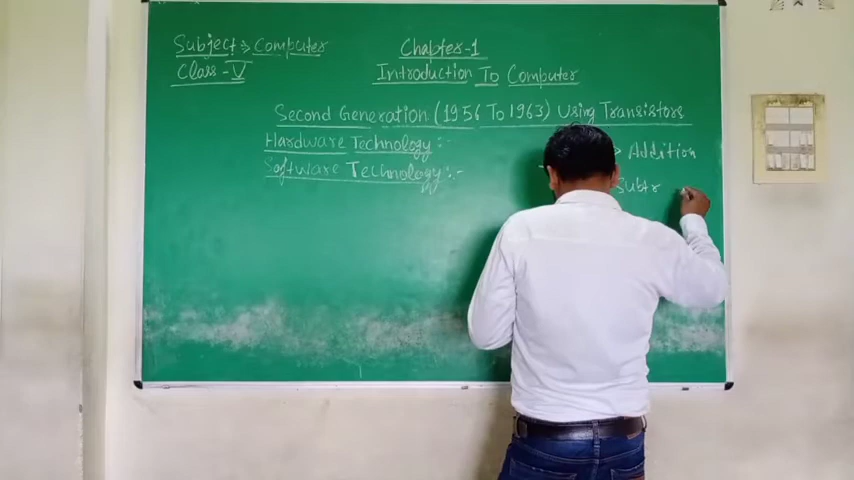 Subject → Computer
Class - V
Chapter-1
Introduction To Computer
Second Generation (1956 To 1963) Using Transistors
Hardware Technology :-
Software Technology :-
> Addition
Subtr